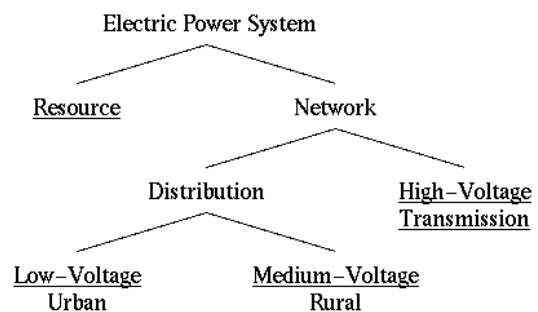 Electric Power System
Resource
Network
Distribution
High–Voltage
Transmission
Low–Voltage
Urban
Medium–Voltage
Rural